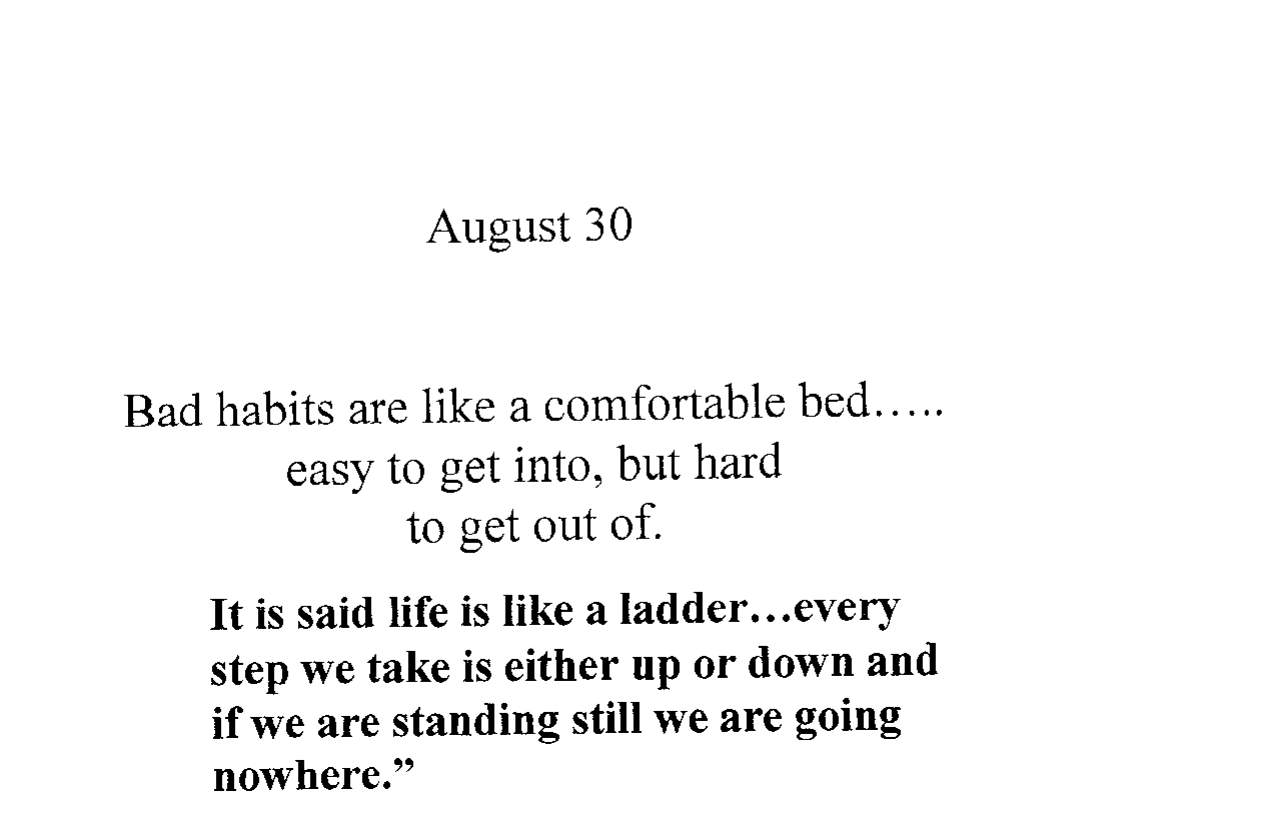 August 30
Bad habits are like a comfortable bed.....
easy to get into, but hard
to get out of.
It is said life is like a ladder...every
step we take is either up or down and
if we are standing still we are going
nowhere.”